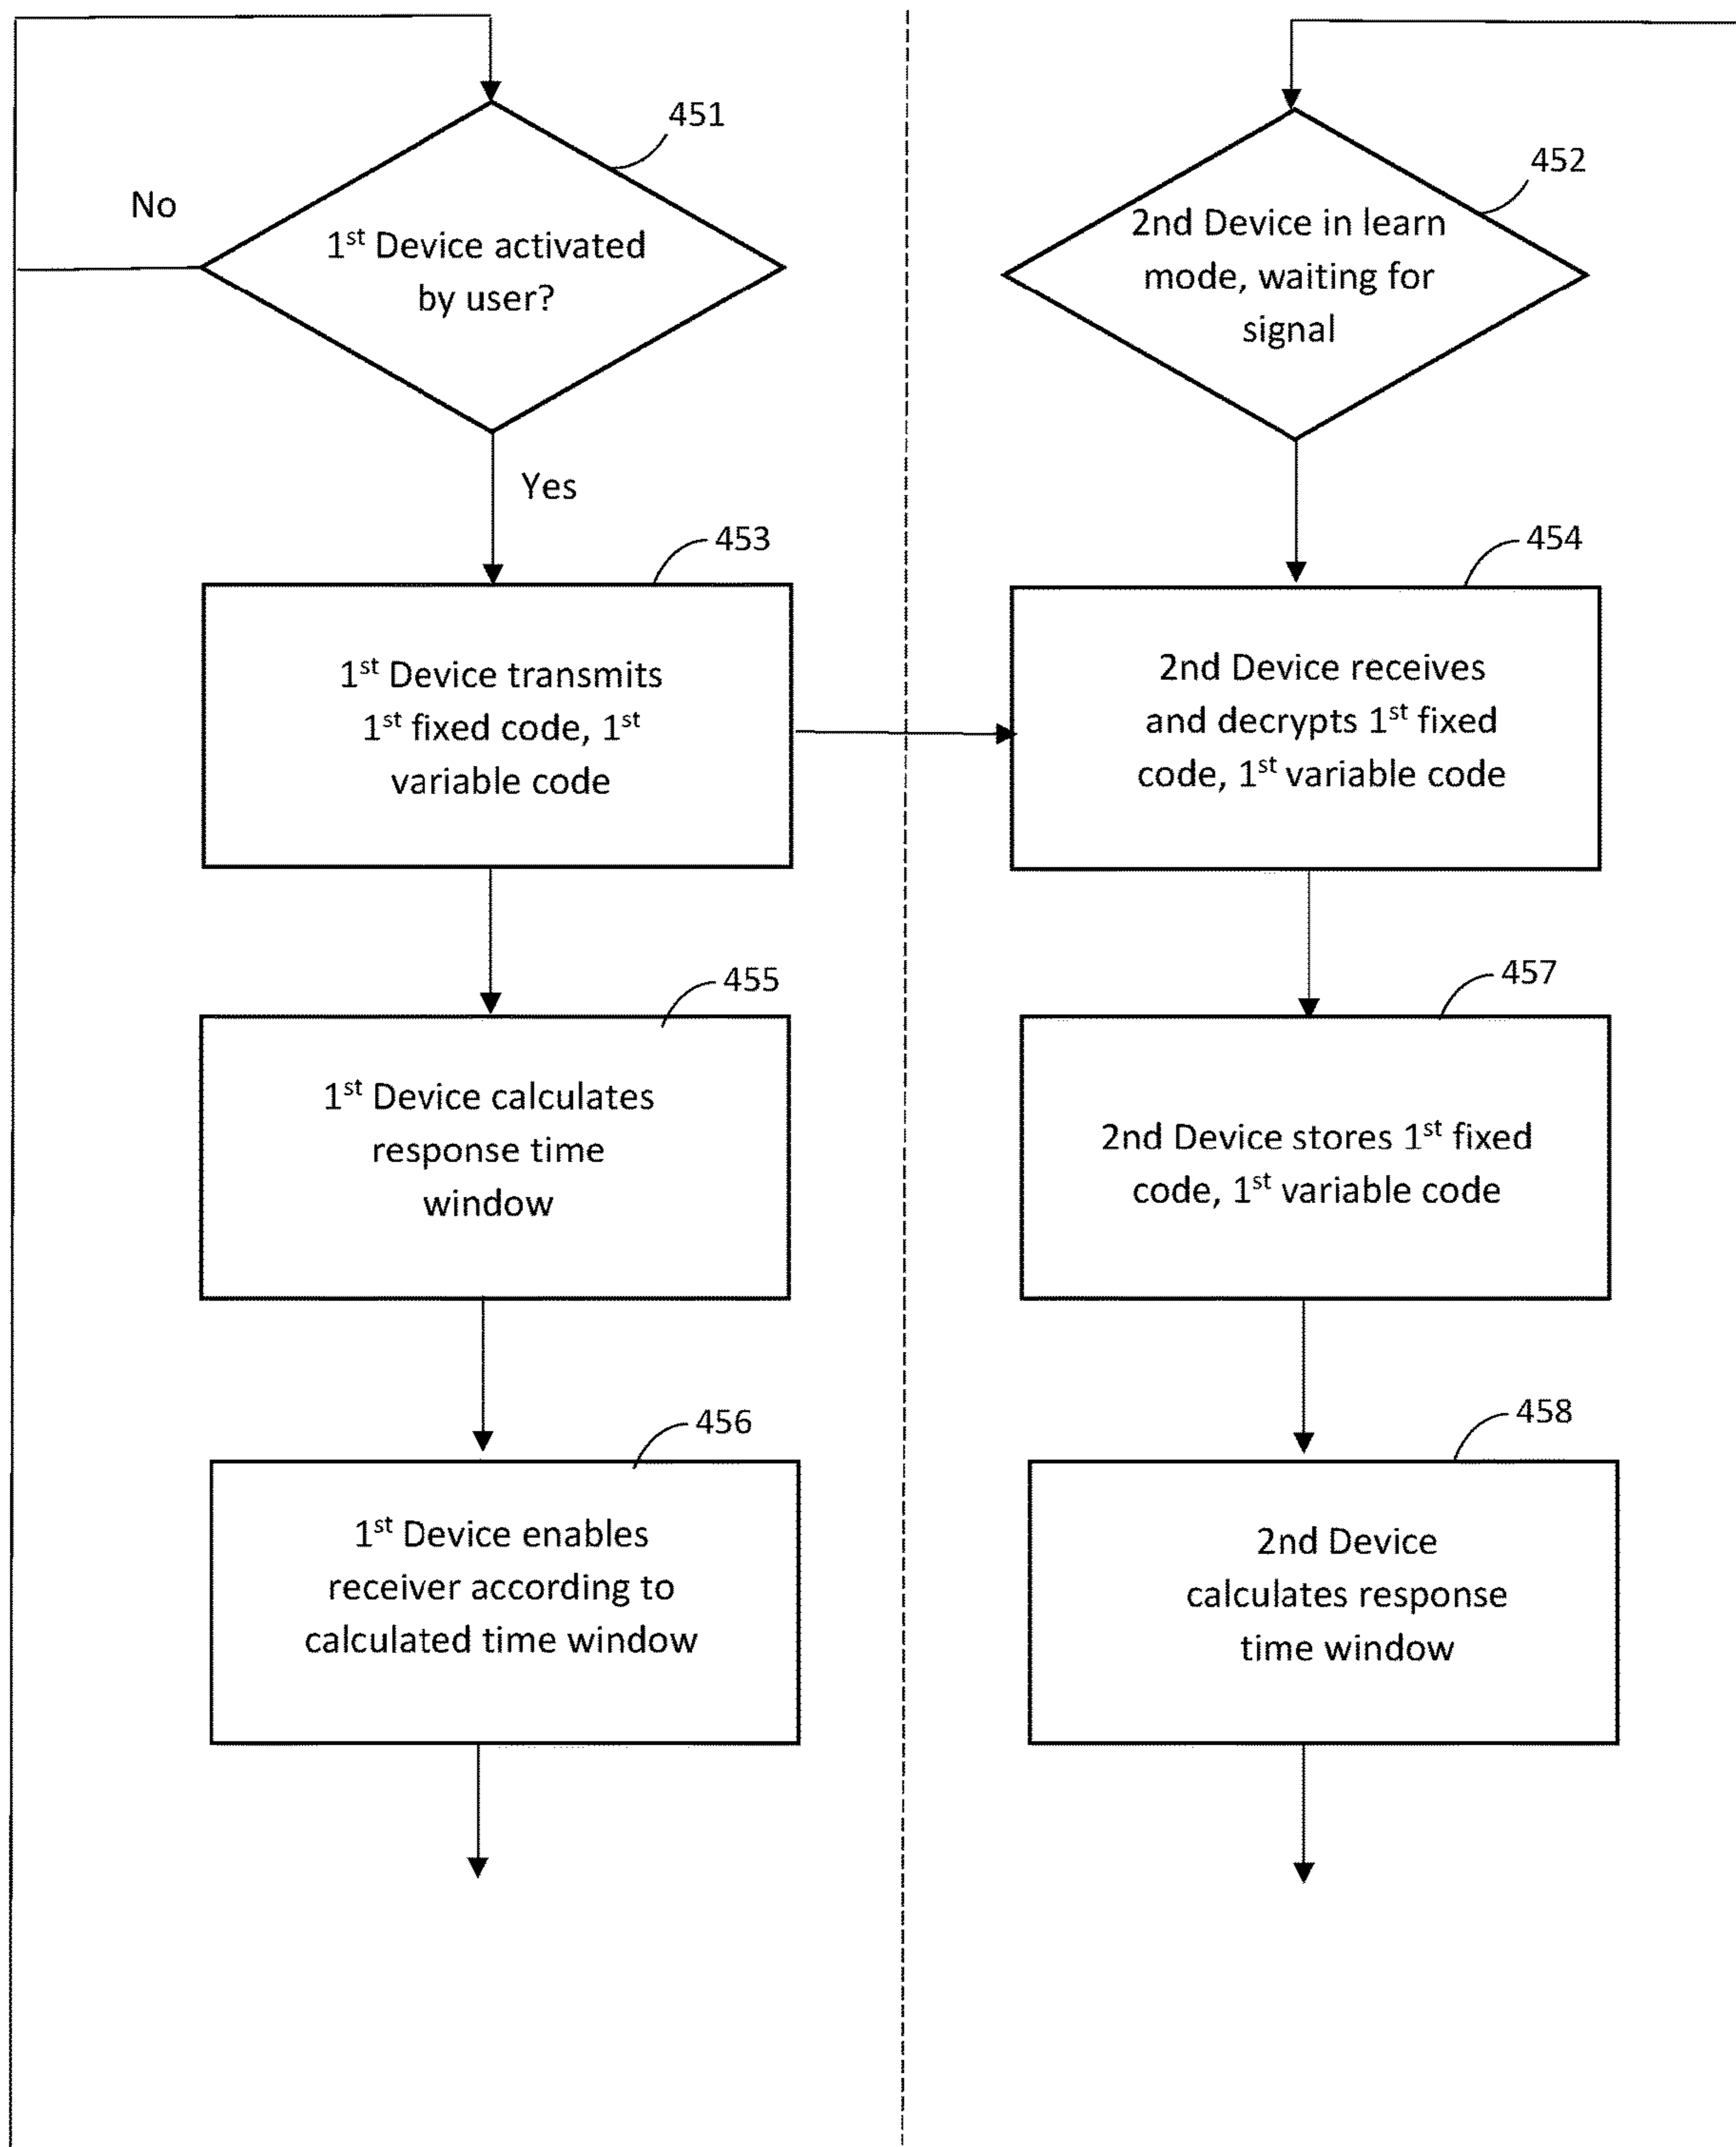 451
No
1st Device activated
by user?
Yes
452
2nd Device in learn
mode, waiting for
signal
453
1st Device transmits
1st fixed code, 1st
variable code
454
2nd Device receives
and decrypts 1st fixed
code, 1st variable code
455
1st Device calculates
response time
window
457
2nd Device stores 1st fixed
code, 1st variable code
456
1st Device enables
receiver according to
calculated time window
458
2nd Device
calculates response
time window